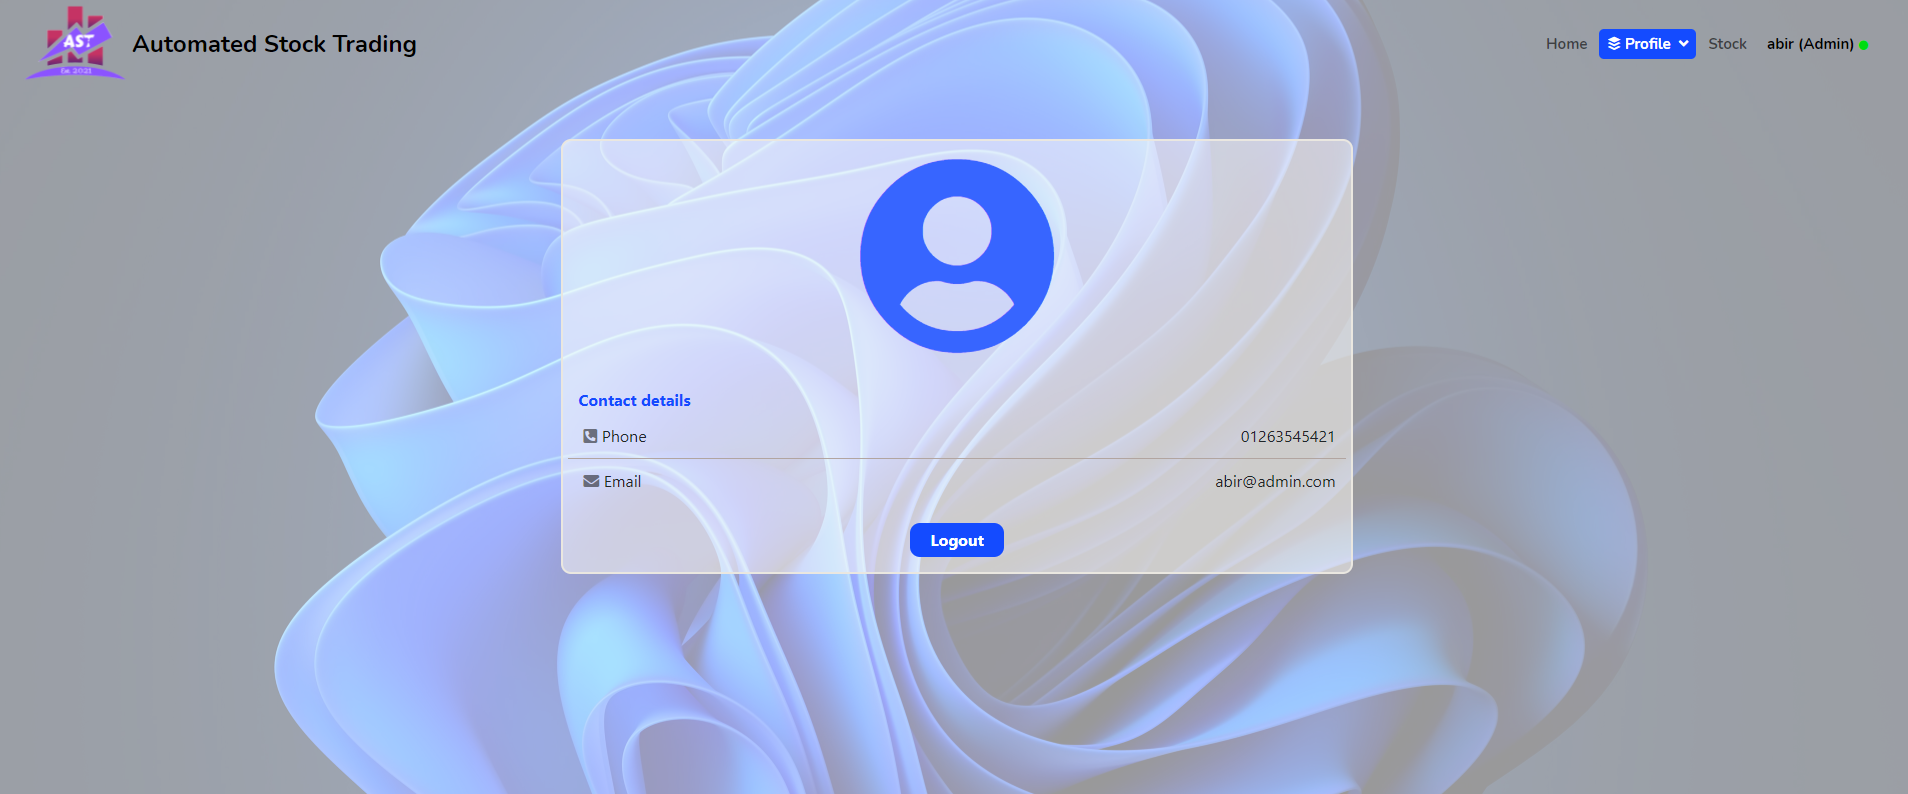 AST
Est 2021
Automated Stock Trading
Home
Profile
Stock
abir (Admin)
Contact details
Phone 01263545421
Email abir@admin.com
Logout